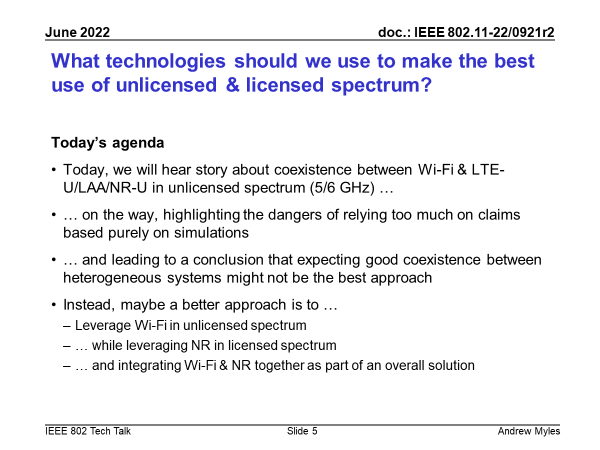 June 2022 doc.: IEEE 802.11-22/0921r2
What technologies should we use to make the best
use of unlicensed & licensed spectrum?
Today’s agenda
• Today, we will hear story about coexistence between Wi-Fi & LTE-
U/LAA/NR-U in unlicensed spectrum (5/6 GHz) …
• … on the way, highlighting the dangers of relying too much on claims
based purely on simulations
• … and leading to a conclusion that expecting good coexistence between
heterogeneous systems might not be the best approach
• Instead, maybe a better approach is to …
– Leverage Wi-Fi in unlicensed spectrum
– … while leveraging NR in licensed spectrum
– … and integrating Wi-Fi & NR together as part of an overall solution
IEEE 802 Tech Talk Slide 5 Andrew Myles